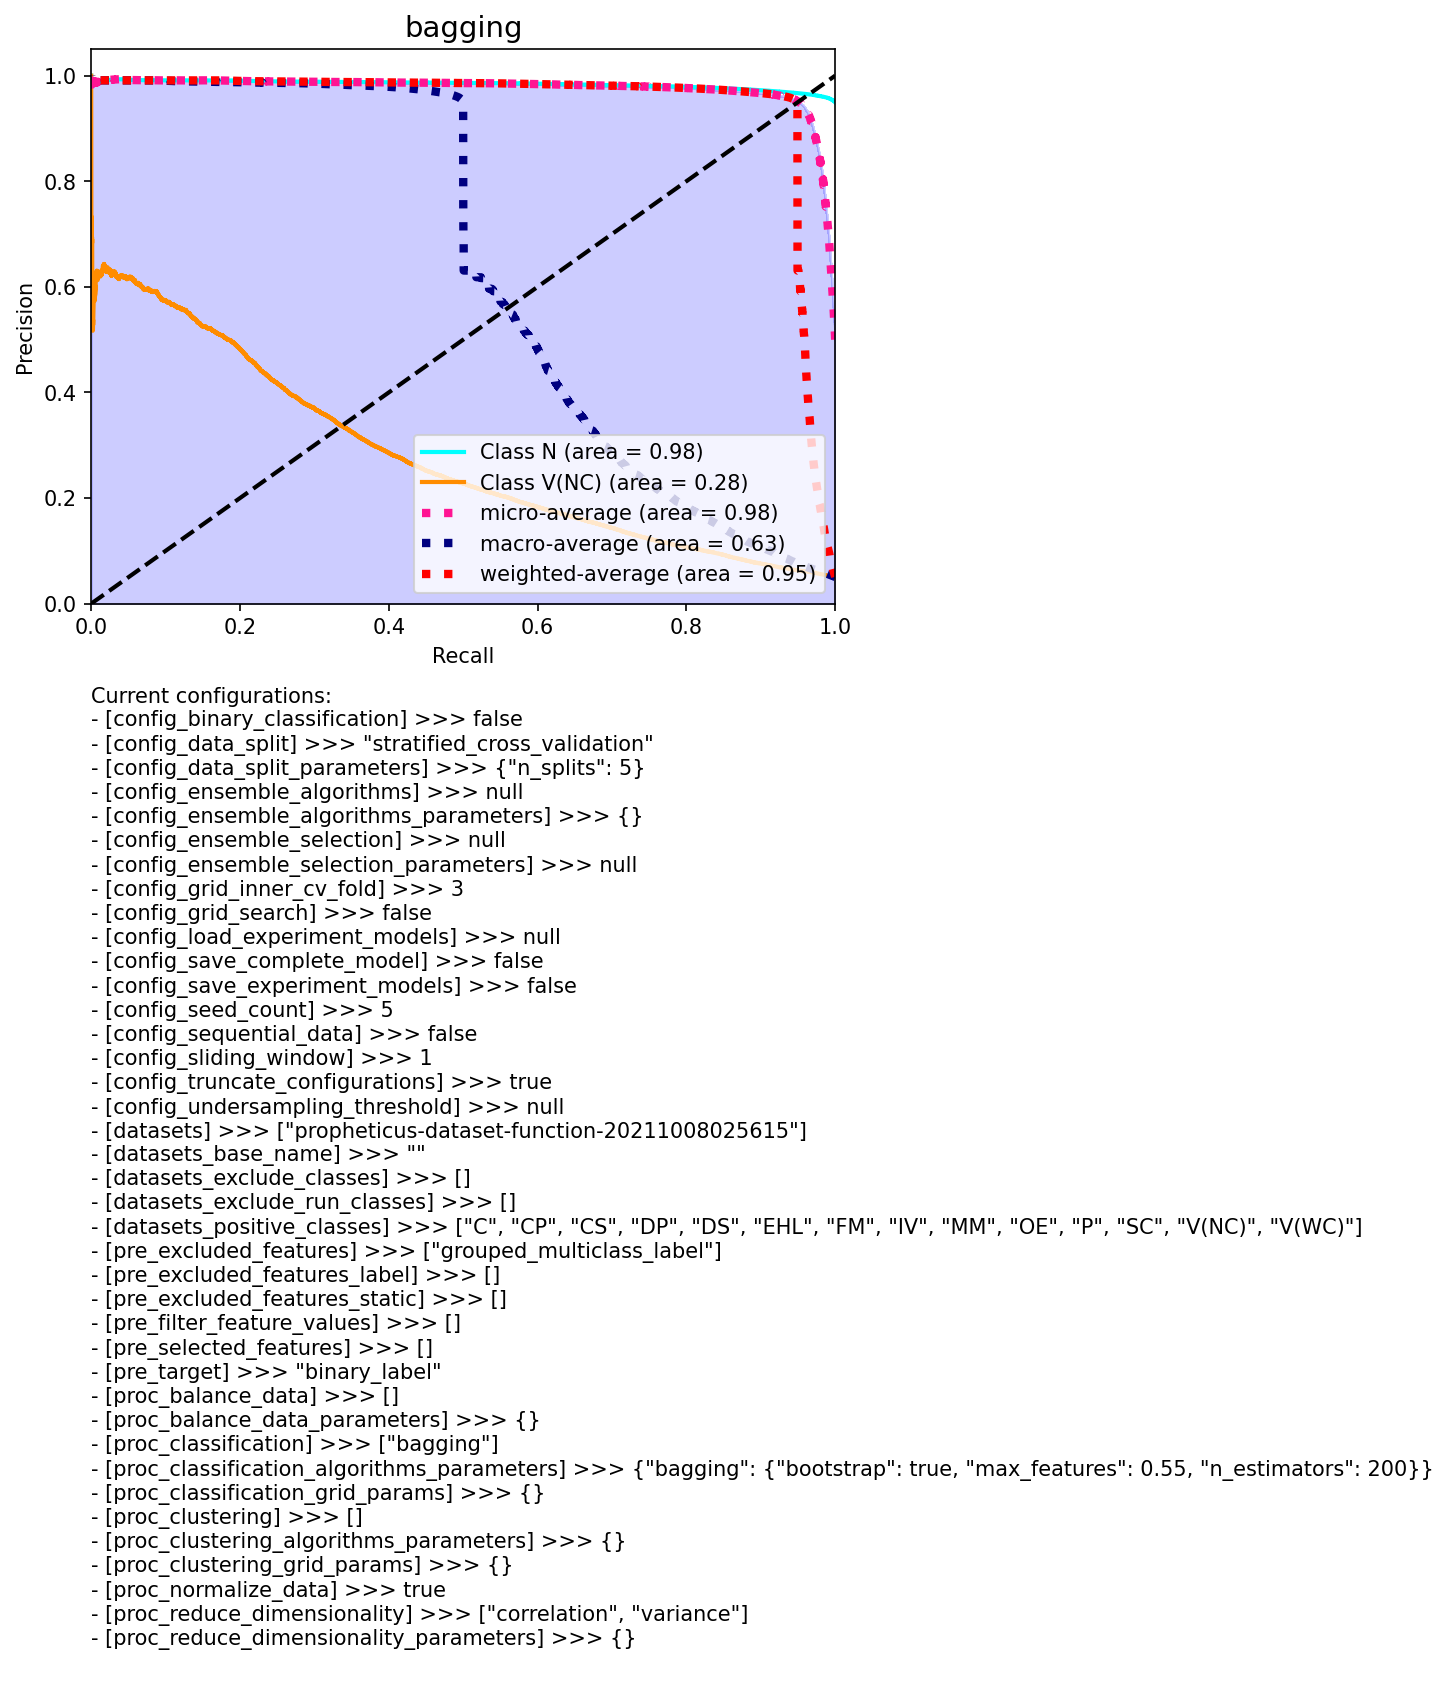 bagging
1.0
0.8
0.6
0.4
0.2
0.0
Precision
0.0 0.2 0.4 0.6 0.8 1.0
Recall
Class N (area = 0.98)
Class V(NC) (area = 0.28)
micro-average (area = 0.98)
macro-average (area = 0.63)
weighted-average (area = 0.95)
Current configurations:
- [config_binary_classification] >>> false
- [config_data_split] >>> "stratified_cross_validation"
- [config_data_split_parameters] >>> {"n_splits": 5}
- [config_ensemble_algorithms] >>> null
- [config_ensemble_algorithms_parameters] >>> {}
- [config_ensemble_selection] >>> null
- [config_ensemble_selection_parameters] >>> null
- [config_grid_inner_cv_fold] >>> 3
- [config_grid_search] >>> false
- [config_load_experiment_models] >>> null
- [config_save_complete_model] >>> false
- [config_save_experiment_models] >>> false
- [config_seed_count] >>> 5
- [config_sequential_data] >>> false
- [config_sliding_window] >>> 1
- [config_truncate_configurations] >>> true
- [config_undersampling_threshold] >>> null
- [datasets] >>> ["propheticus-dataset-function-20211008025615"]
- [datasets_base_name] >>> ""
- [datasets_exclude_classes] >>> []
- [datasets_exclude_run_classes] >>> []
- [datasets_positive_classes] >>> ["C", "CP", "CS", "DP", "DS", "EHL", "FM", "IV", "MM", "OE", "P", "SC", "V(NC)", "V(WC)"]
- [pre_excluded_features] >>> ["grouped_multiclass_label"]
- [pre_excluded_features_label] >>> []
- [pre_excluded_features_static] >>> []
- [pre_filter_feature_values] >>> []
- [pre_selected_features] >>> []
- [pre_target] >>> "binary_label"
- [proc_balance_data] >>> []
- [proc_balance_data_parameters] >>> {}
- [proc_classification] >>> ["bagging"]
- [proc_classification_algorithms_parameters] >>> {"bagging": {"bootstrap": true, "max_features": 0.55, "n_estimators": 200}}
- [proc_classification_grid_params] >>> {}
- [proc_clustering] >>> []
- [proc_clustering_algorithms_parameters] >>> {}
- [proc_clustering_grid_params] >>> {}
- [proc_normalize_data] >>> true
- [proc_reduce_dimensionality] >>> ["correlation", "variance"]
- [proc_reduce_dimensionality_parameters] >>> {}